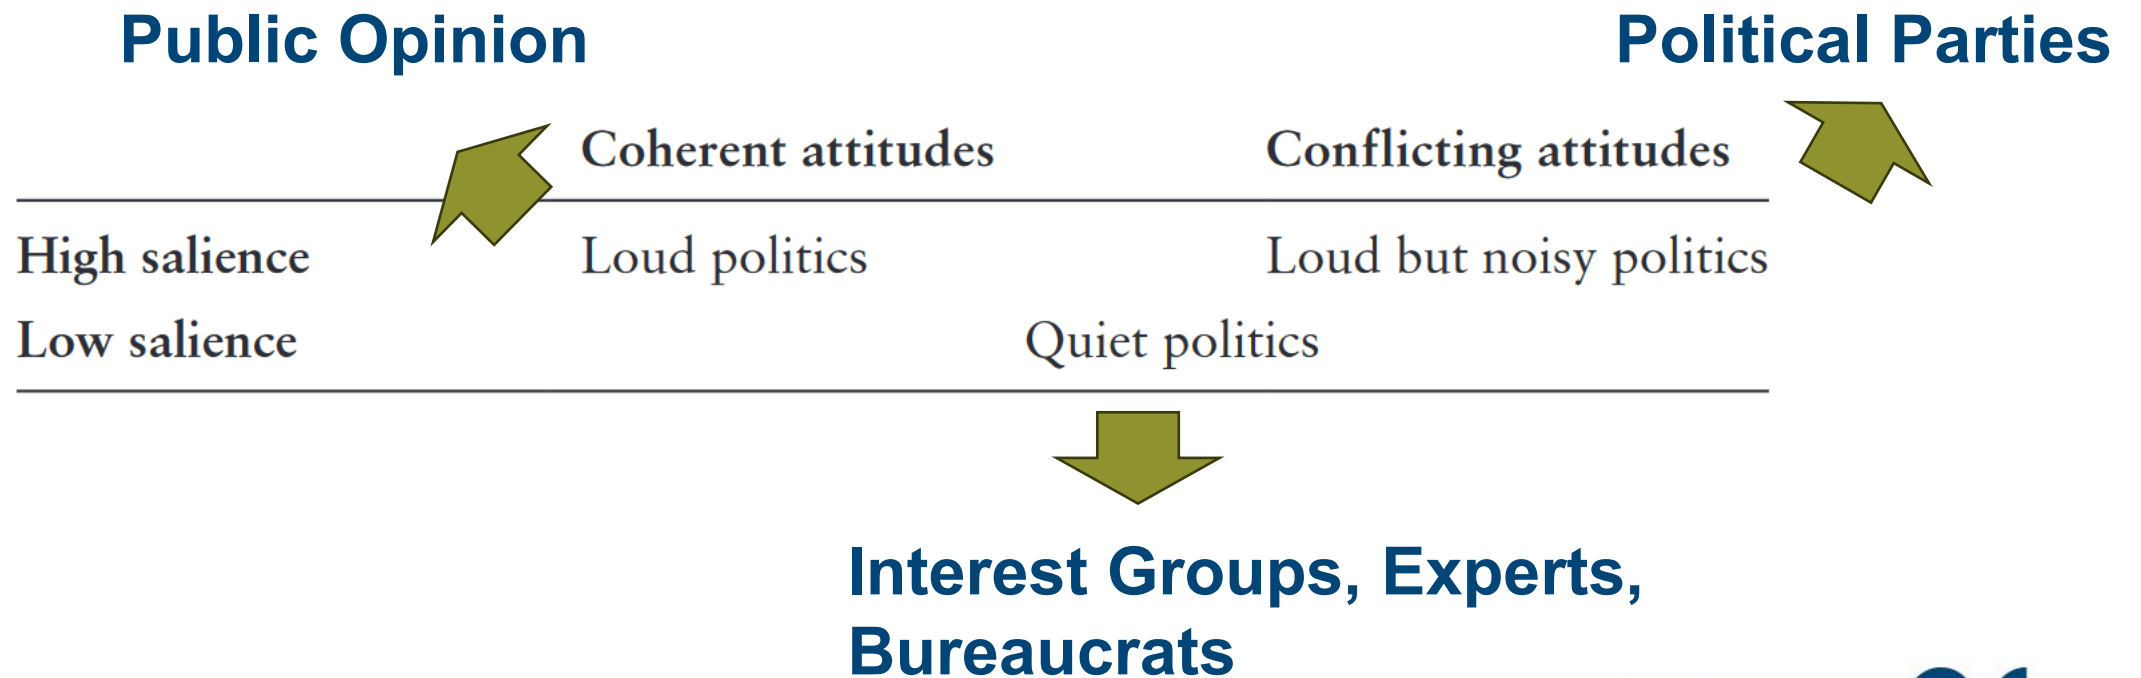 Public Opinion
Political Parties
Coherent attitudes
Conflicting attitudes
High salience
Loud politics
Loud but noisy politics
Low salience
Quiet politics
Interest Groups, Experts,
Bureaucrats